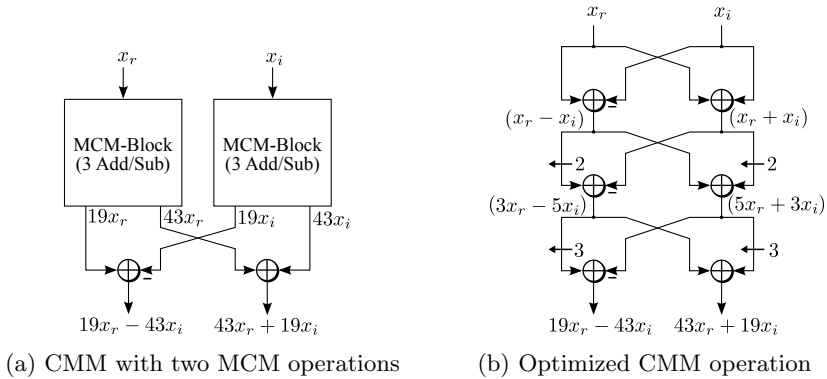 x_r
x_i
MCM-Block
(3 Add/Sub)
MCM-Block
(3 Add/Sub)
19x_r
43x_r
19x_i
43x_i
19x_r − 43x_i
43x_r + 19x_i
(a) CMM with two MCM operations
x_r
x_i
(x_r − x_i)
(x_r + x_i)
2
2
(3x_r − 5x_i)
(5x_r + 3x_i)
3
3
19x_r − 43x_i
43x_r + 19x_i
(b) Optimized CMM operation